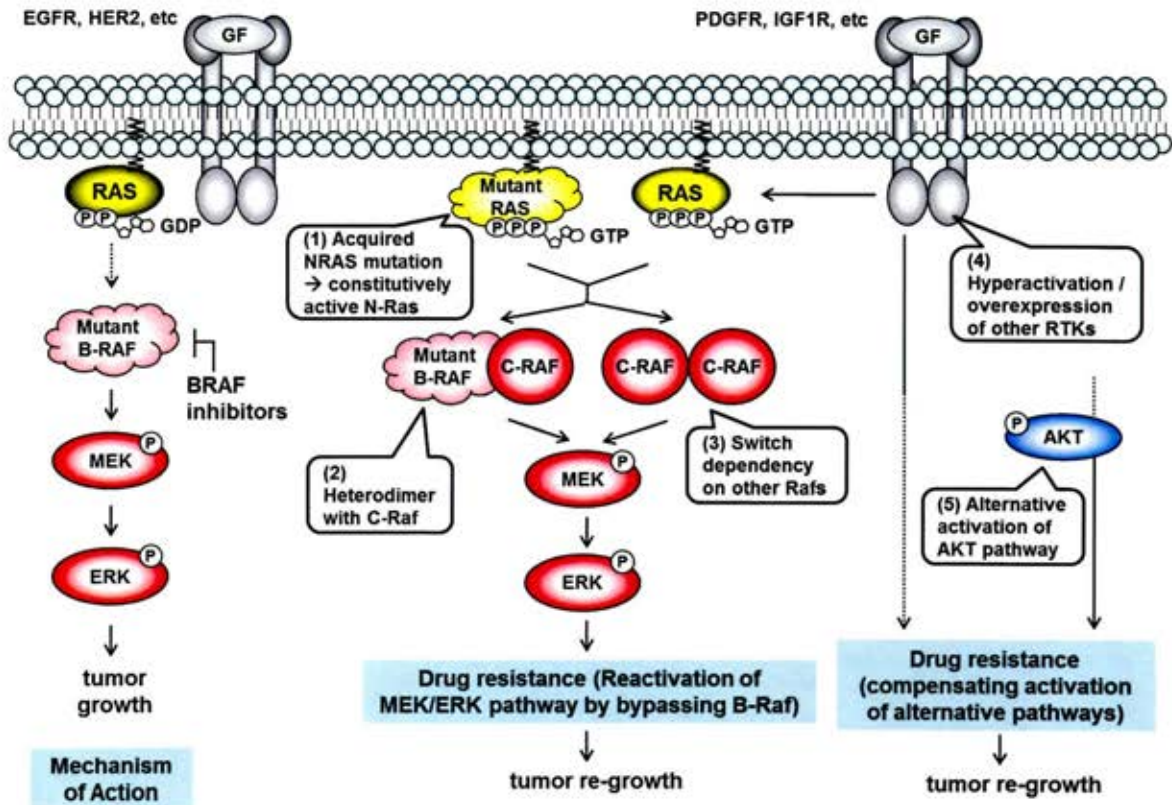 EGFR, HER2, etc
GF
PDGFR, IGF1R, etc
GF
RAS
P P
GDP
Mutant
RAS
P P P
GTP
RAS
P P P
GTP
(1) Acquired
NRAS mutation
→ constitutively
active N-Ras
(4)
Hyperactivation /
overexpression
of other RTKs
Mutant
B-RAF
BRAF
inhibitors
Mutant
B-RAF
C-RAF
C-RAF
C-RAF
MEK
P
(2)
Heterodimer
with C-Raf
MEK
P
(3) Switch
dependency
on other Rafs
P
AKT
(5) Alternative
activation of
AKT pathway
ERK
P
ERK
P
tumor
growth
Drug resistance (Reactivation of
MEK/ERK pathway by bypassing B-Raf)
Drug resistance
(compensating activation
of alternative pathways)
Mechanism
of Action
tumor re-growth
tumor re-growth